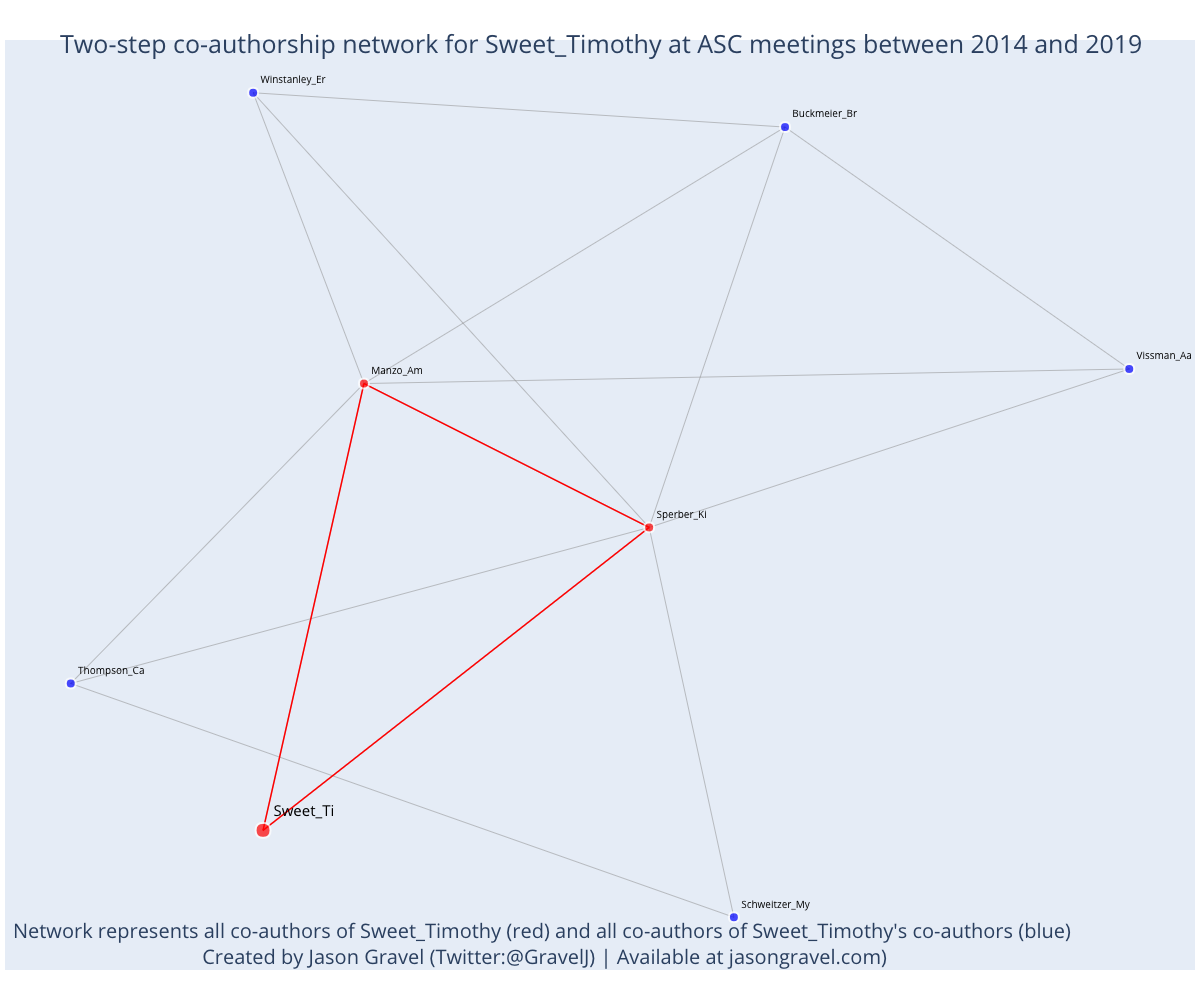 Two-step co-authorship network for Sweet_Timothy at ASC meetings between 2014 and 2019
Winstanley_Er
Buckmeier_Br
Vissman_Aa
Manzo_Am
Sperber_Ki
Thompson_Ca
Sweet_Ti
Schweitzer_My
Network represents all co-authors of Sweet_Timothy (red) and all co-authors of Sweet_Timothy's co-authors (blue)
Created by Jason Gravel (Twitter:@GravelJ) | Available at jasongravel.com)